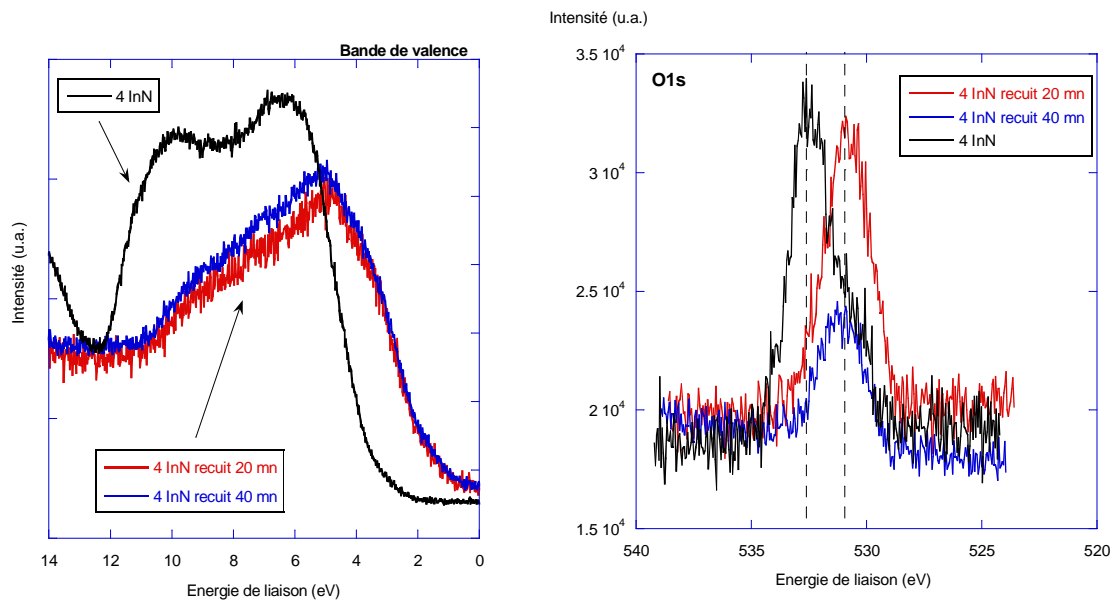 Bande de valence
4 InN
4 InN recuit 20 mn
4 InN recuit 40 mn
Intensité (u.a.)
14 12 10 8 6 4 2 0
Energie de liaison (eV)
Intensité (u.a.)
O1s
4 InN recuit 20 mn
4 InN recuit 40 mn
4 InN
3.5 10⁴
3 10⁴
2.5 10⁴
2 10⁴
1.5 10⁴
540 535 530 525 520
Energie de liaison (eV)